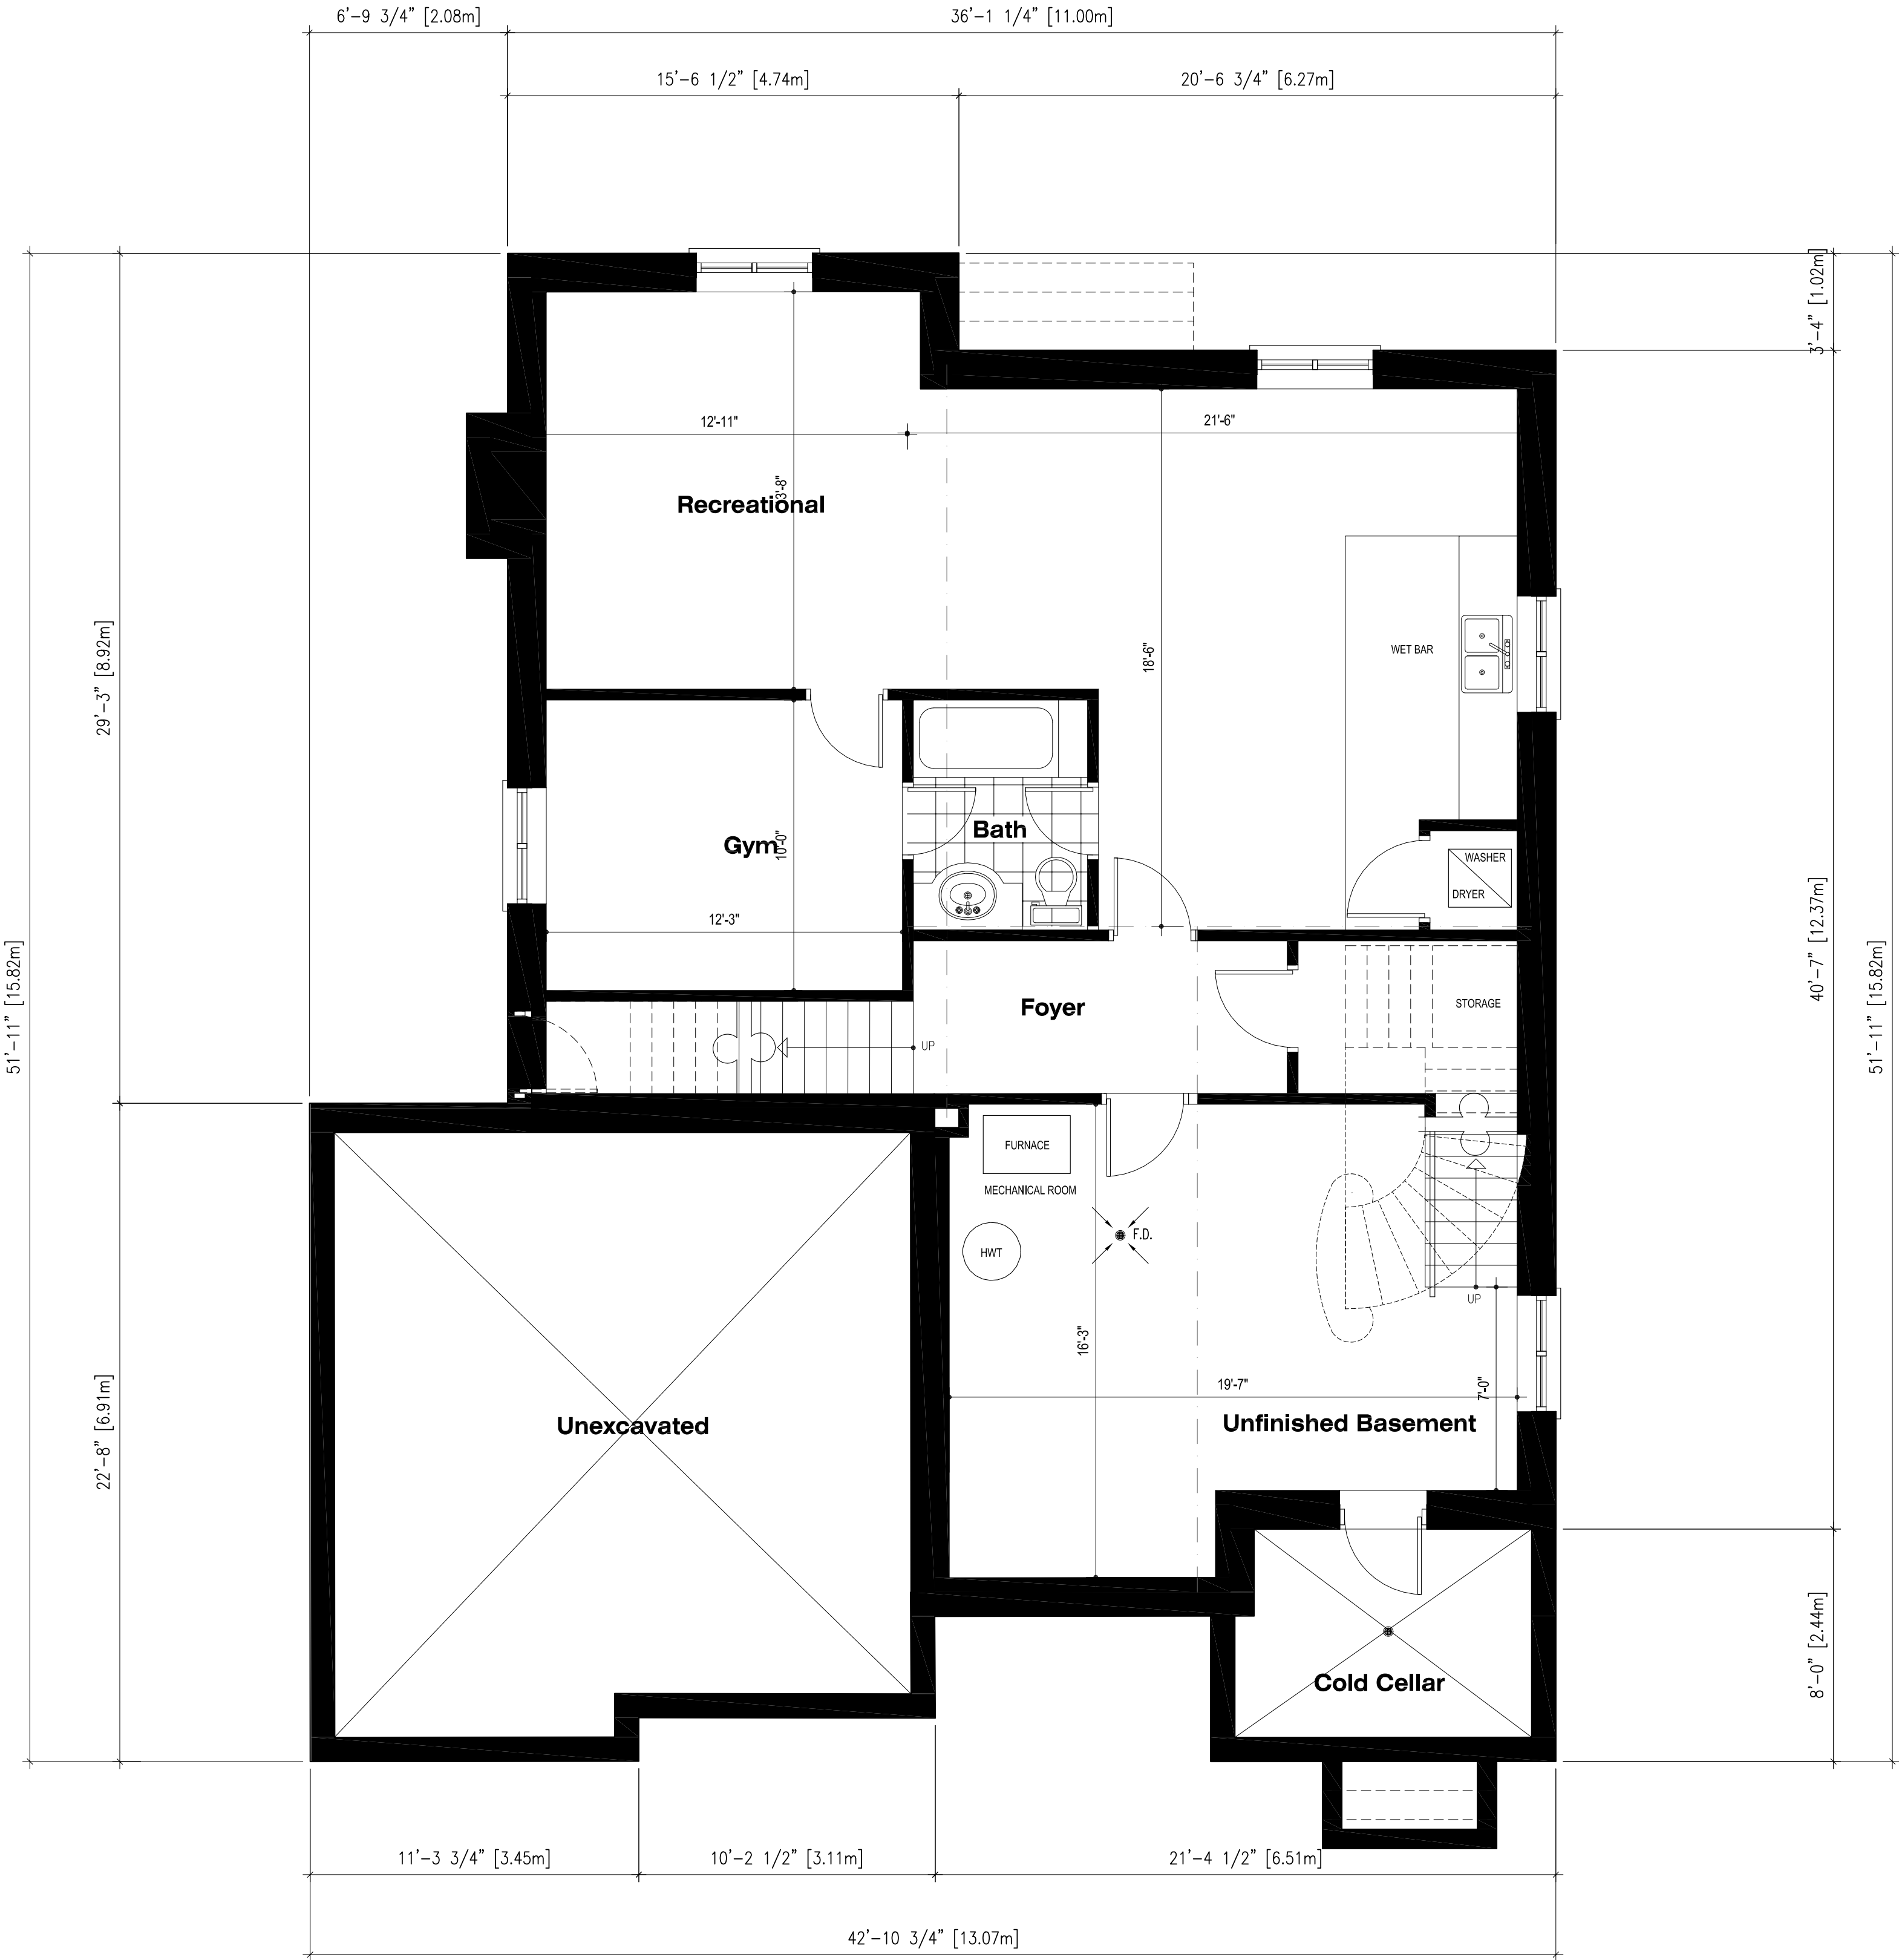 6'-9 3/4" [2.08m]
36'-1 1/4" [11.00m]
15'-6 1/2" [4.74m]
20'-6 3/4" [6.27m]
3'-4" [1.02m]
12'-11"
21'-6"
3'-8"
Recreational
29'-3" [8.92m]
18'-6"
WET BAR
Gym
10'-0"
Bath
WASHER
DRYER
12'-3"
51'-11" [15.82m]
40'-7" [12.37m]
51'-11" [15.82m]
Foyer
STORAGE
UP
FURNACE
MECHANICAL ROOM
HWT
F.D.
UP
16'-3"
19'-7"
7'-0"
22'-8" [6.91m]
Unexcavated
Unfinished Basement
8'-0" [2.44m]
Cold Cellar
11'-3 3/4" [3.45m]
10'-2 1/2" [3.11m]
21'-4 1/2" [6.51m]
42'-10 3/4" [13.07m]